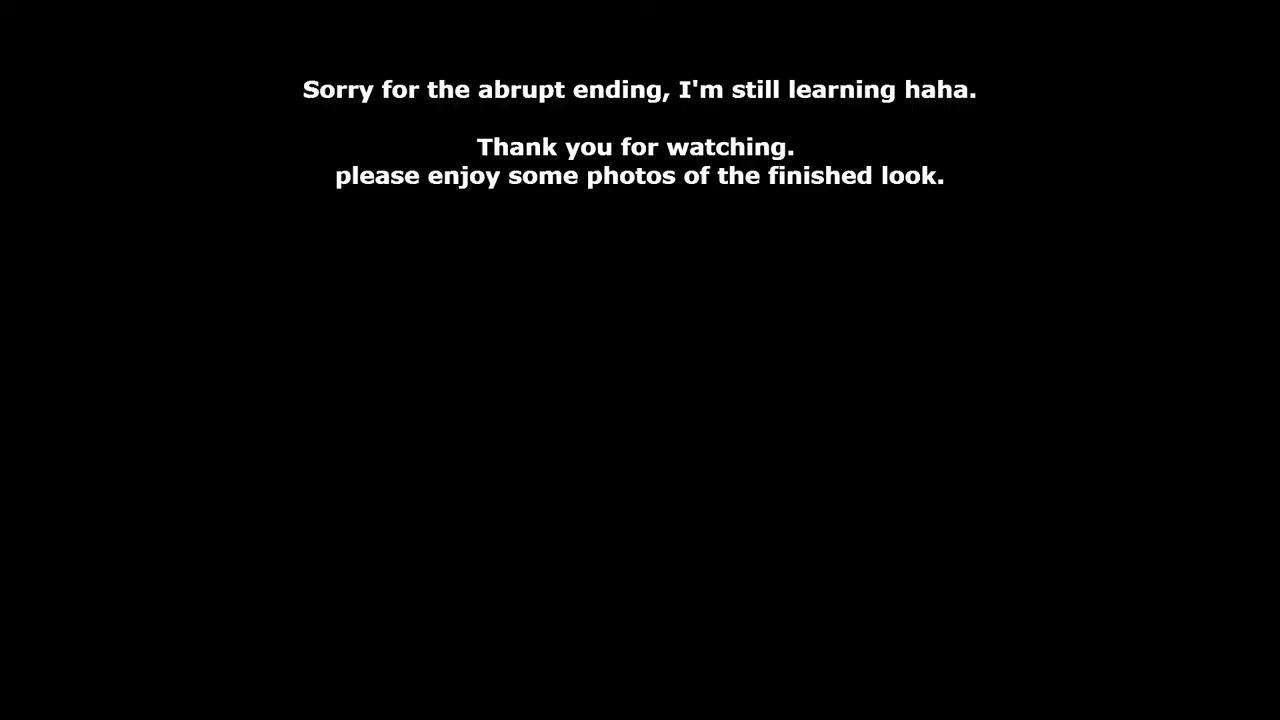 Sorry for the abrupt ending, I'm still learning haha.
Thank you for watching.
please enjoy some photos of the finished look.